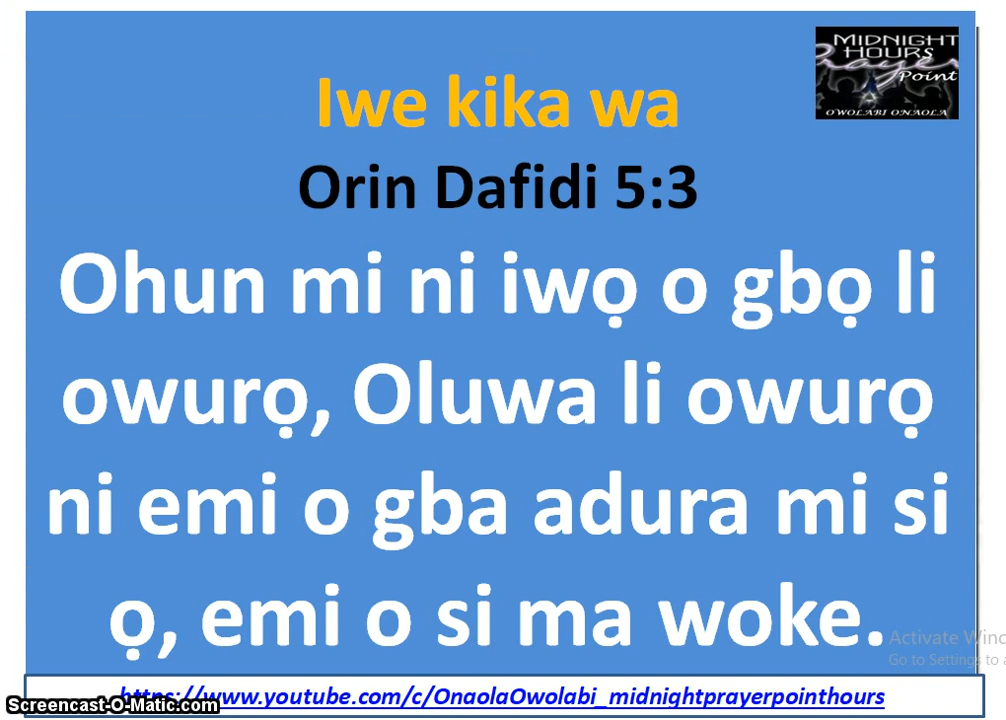 MIDNIGHT
HOURS
Prayer
Point
OWOLABI ONAOLA
Iwe kika wa
Orin Dafidi 5:3
Ohun mi ni iwọ o gbọ li
owurọ, Oluwa li owurọ
ni emi o gba adura mi si
ọ, emi o si ma woke.
Activate Winc
Go to Settings to a
https://www.youtube.com/c/OnaolaOwolabi_midnightprayerpointhours
Screencast-O-Matic.com